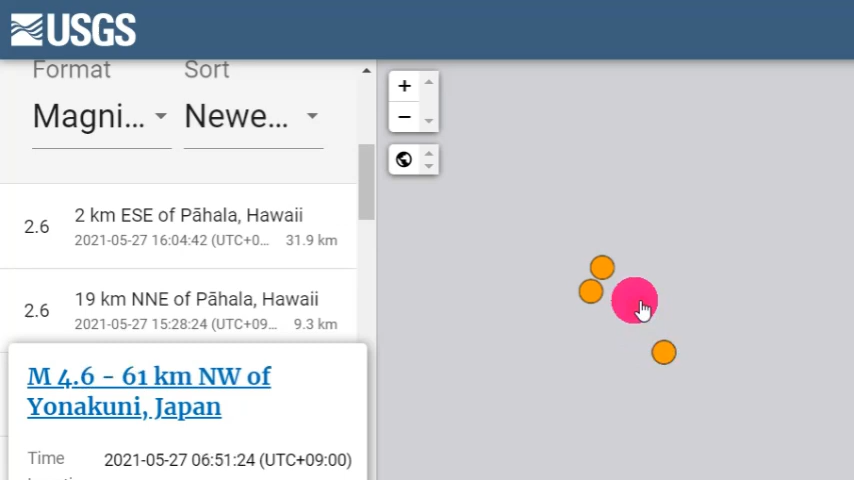 USGS
Format Sort
Magni... Newe...
2.6 2 km ESE of Pāhala, Hawaii
2021-05-27 16:04:42 (UTC+0... 31.9 km
2.6 19 km NNE of Pāhala, Hawaii
2021-05-27 15:28:24 (UTC+09... 9.3 km
M 4.6 - 61 km NW of
Yonakuni, Japan
Time 2021-05-27 06:51:24 (UTC+09:00)
+
−